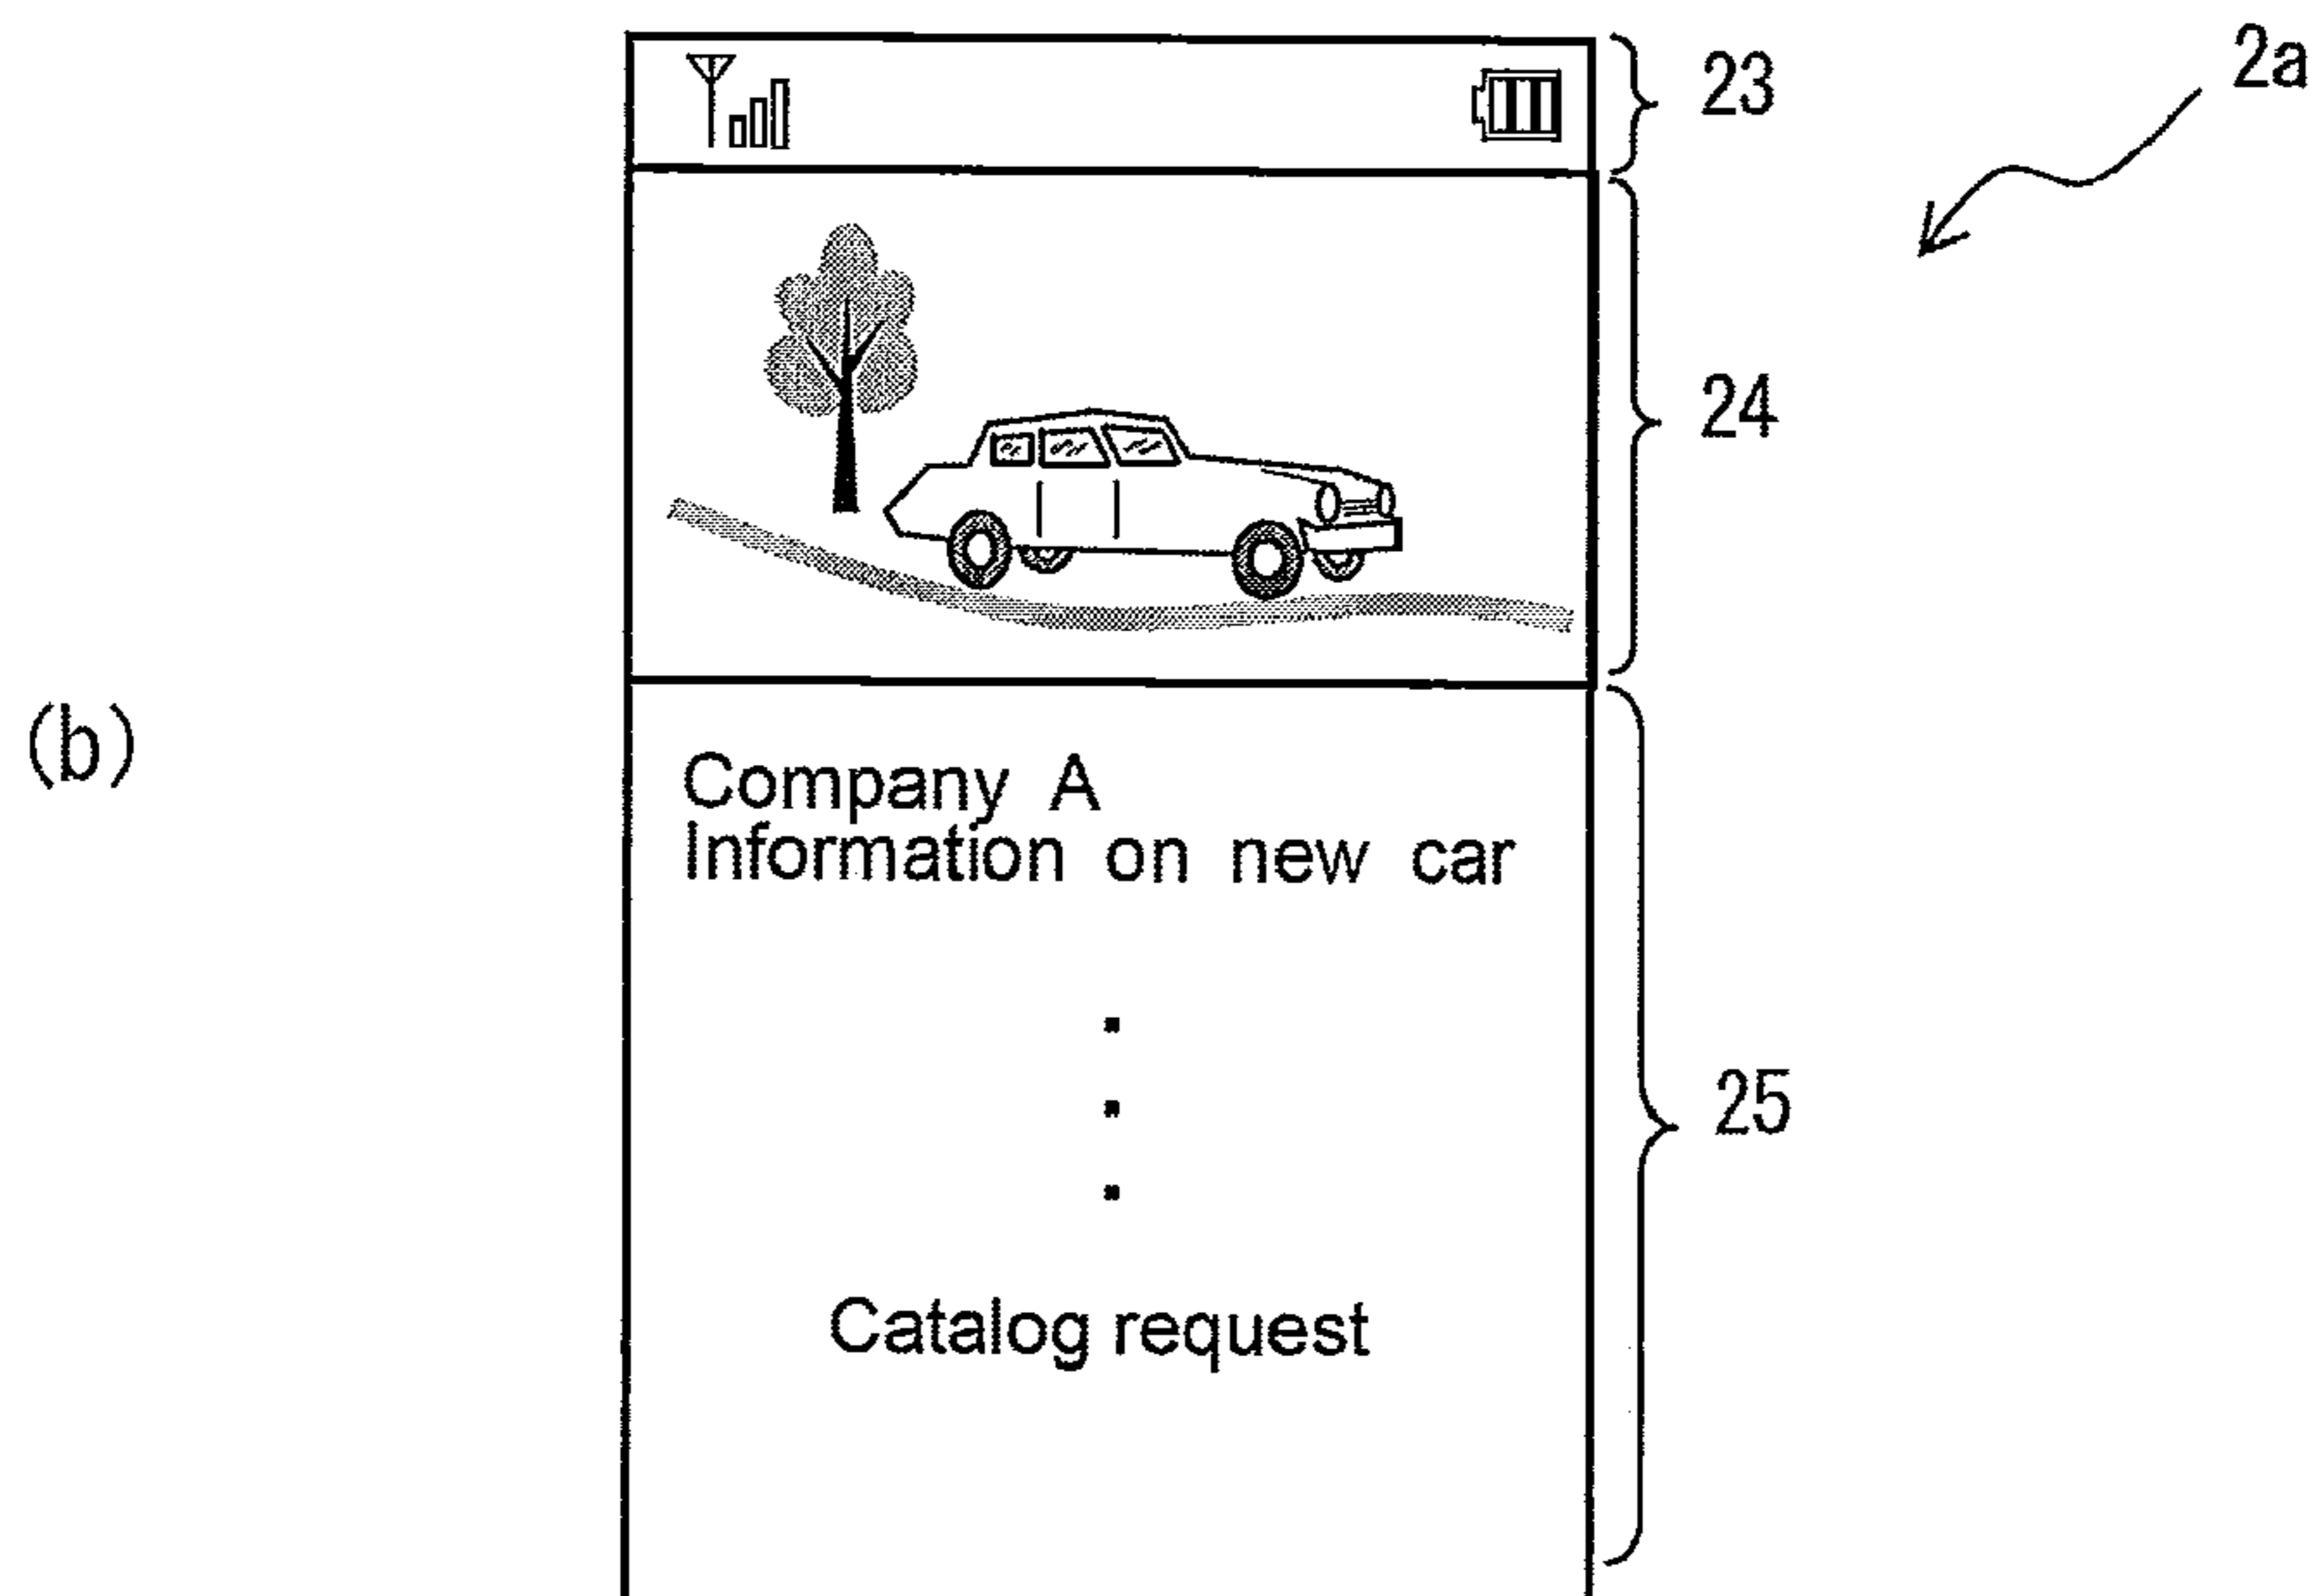 2a
23
24
(b)
Company A
Information on new car
25
Catalog request